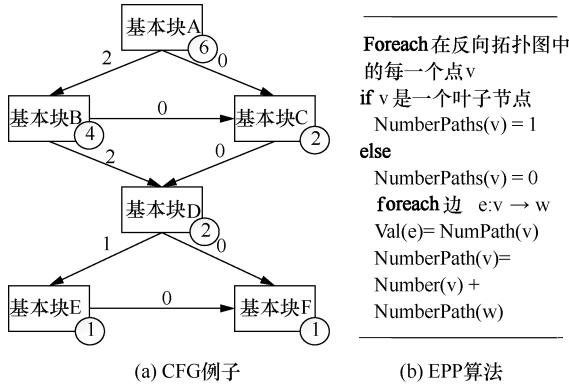 基本块A
6
2
0
基本块B
4
0
基本块C
2
2
0
基本块D
2
1
0
基本块E
1
0
基本块F
1
(a) CFG例子
Foreach 在反向拓扑图中
的每一个点v
if v 是一个叶子节点
NumberPaths(v) = 1
else
NumberPaths(v) = 0
foreach 边 e:v → w
Val(e)= NumPath(v)
NumberPath(v)=
Number(v) +
NumberPath(w)
(b) EPP算法